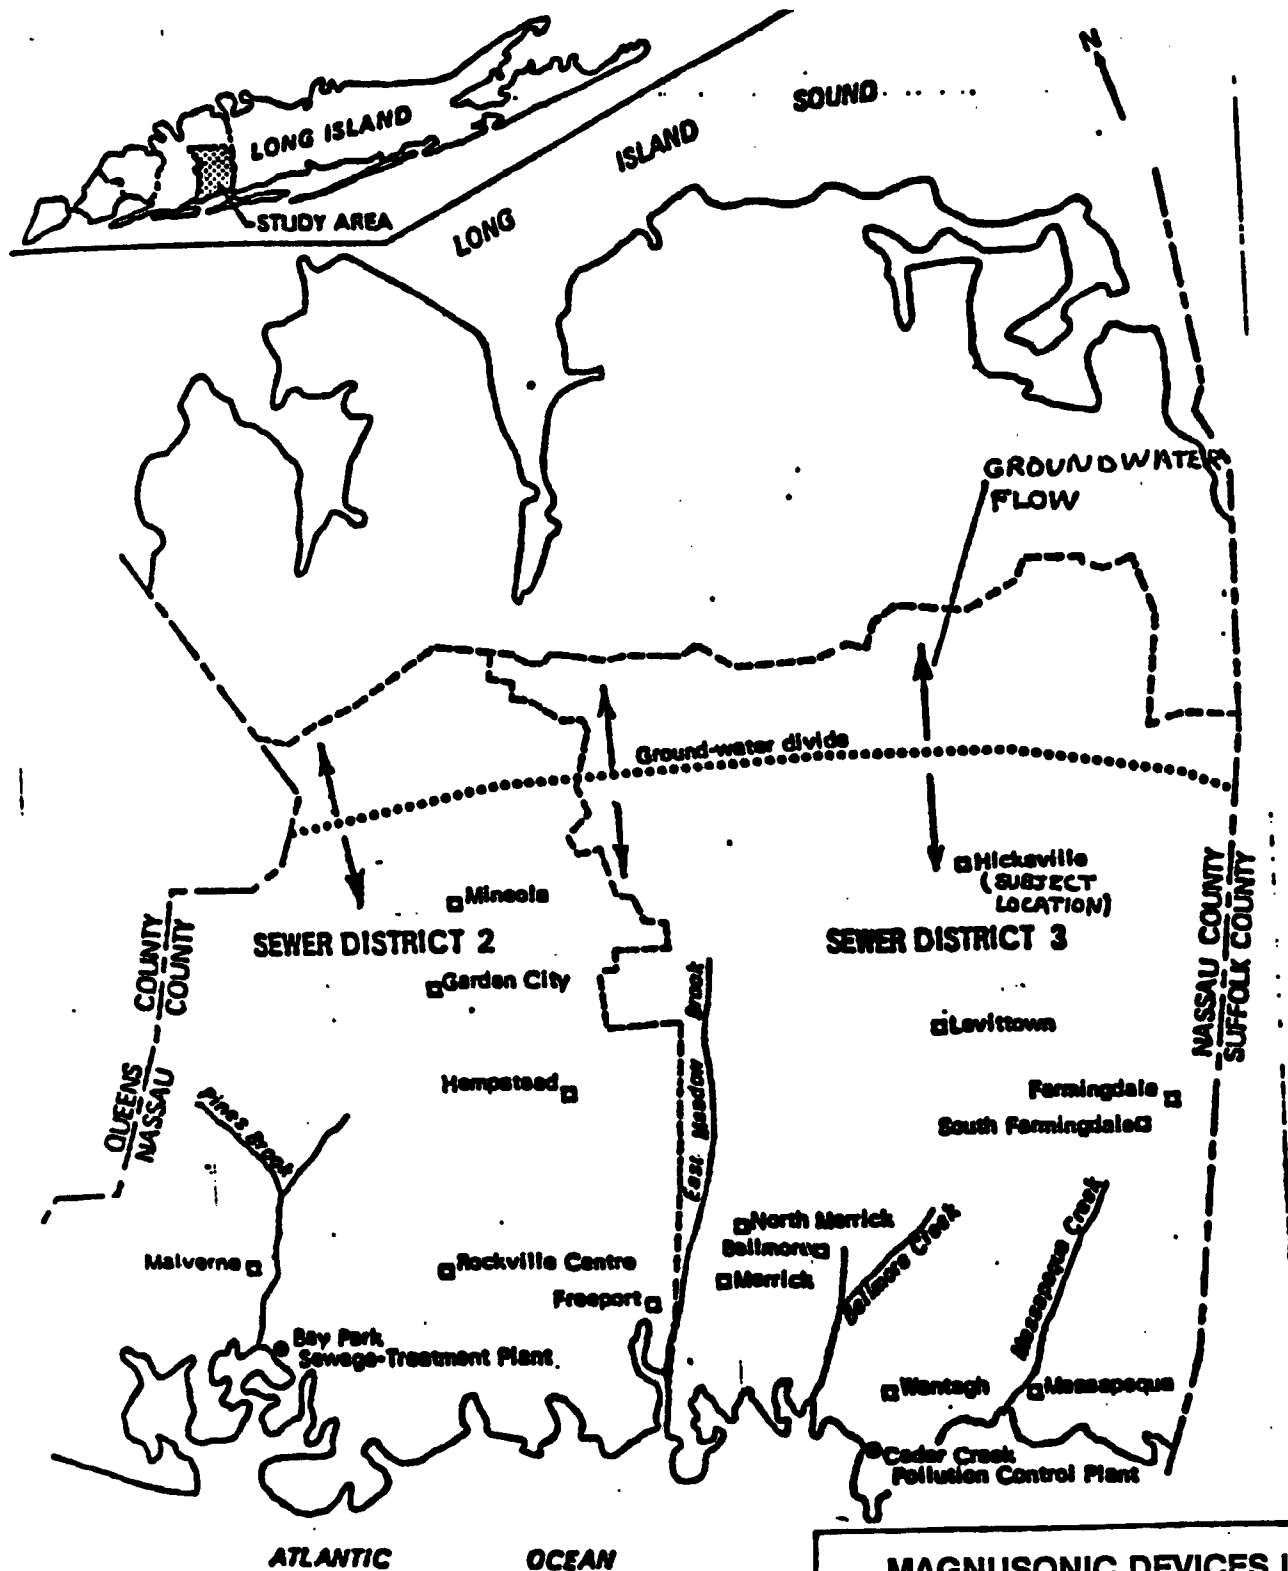 N
SOUND
ISLAND
LONG
LONG ISLAND
STUDY AREA
GROUNDWATER
FLOW
Ground-water divide
Hicksville
(SUBJECT
LOCATION)
Mineola
SEWER DISTRICT 2
SEWER DISTRICT 3
Garden City
Levittown
Hempstead
Farmingdale
South Farmingdale
QUEENS COUNTY
NASSAU COUNTY
NASSAU COUNTY
SUFFOLK COUNTY
Pines Brook
East Meadow Brook
North Merrick
Bellmore
Merrick
Bellmore Creek
Massapequa Creek
Malverne
Rockville Centre
Freeport
Bay Park
Sewage-Treatment Plant
Wantagh
Massapequa
Cedar Creek
Pollution Control Plant
ATLANTIC OCEAN
MAGNUSONIC DEVICES